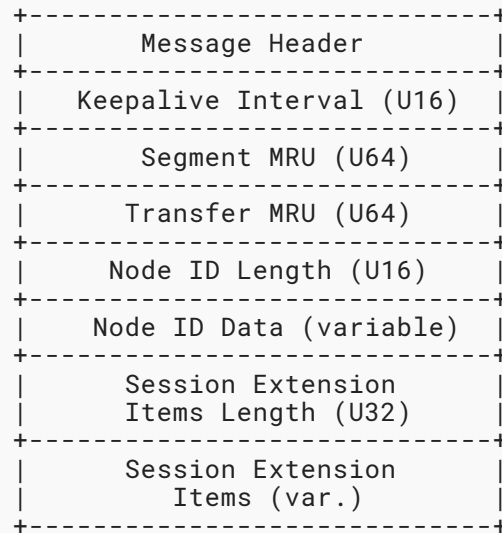 +-----------------------------+
|       Message Header        |
+-----------------------------+
|   Keepalive Interval (U16)  |
+-----------------------------+
|       Segment MRU (U64)     |
+-----------------------------+
|      Transfer MRU (U64)     |
+-----------------------------+
|     Node ID Length (U16)    |
+-----------------------------+
|    Node ID Data (variable)  |
+-----------------------------+
|      Session Extension      |
|      Items Length (U32)     |
+-----------------------------+
|      Session Extension      |
|         Items (var.)        |
+-----------------------------+